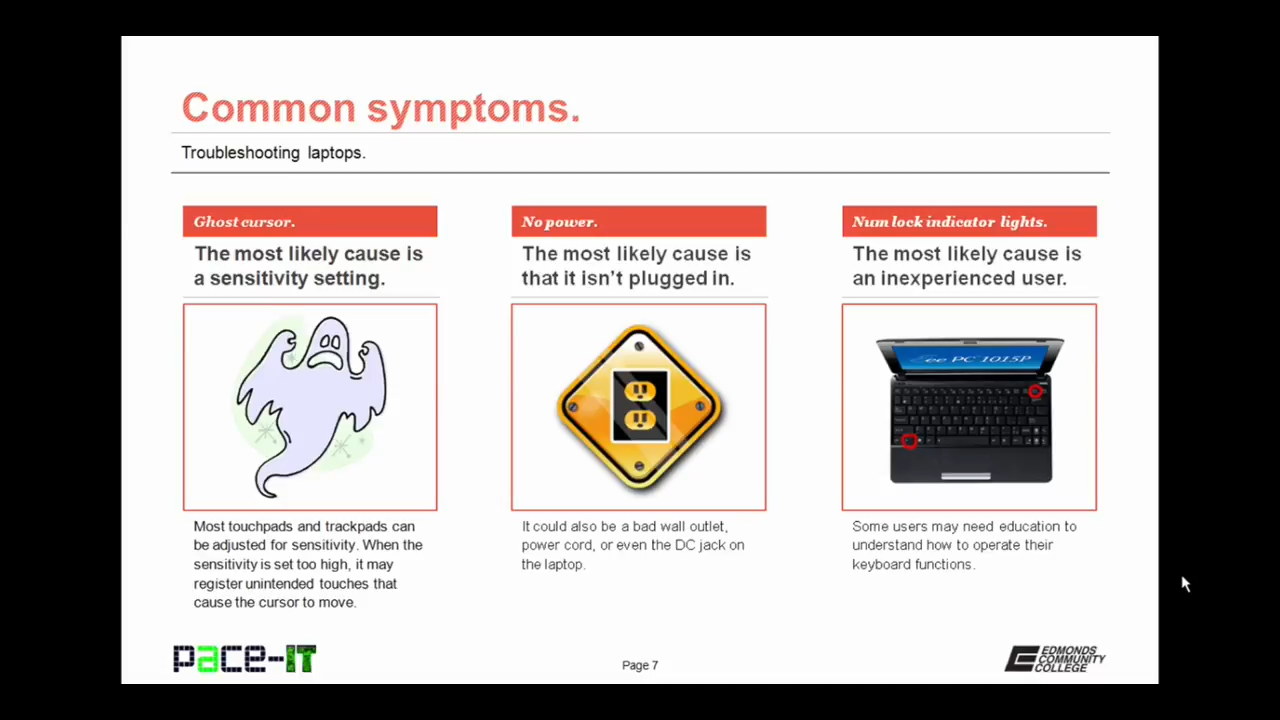 Common symptoms.
Troubleshooting laptops.
Ghost cursor.
The most likely cause is
a sensitivity setting.
Most touchpads and trackpads can
be adjusted for sensitivity. When the
sensitivity is set too high, it may
register unintended touches that
cause the cursor to move.
No power.
The most likely cause is
that it isn't plugged in.
It could also be a bad wall outlet,
power cord, or even the DC jack on
the laptop.
Num lock indicator lights.
The most likely cause is
an inexperienced user.
Eee PC 1015P
Some users may need education to
understand how to operate their
keyboard functions.
pace-IT
Page 7
EDMONDS
COMMUNITY
COLLEGE